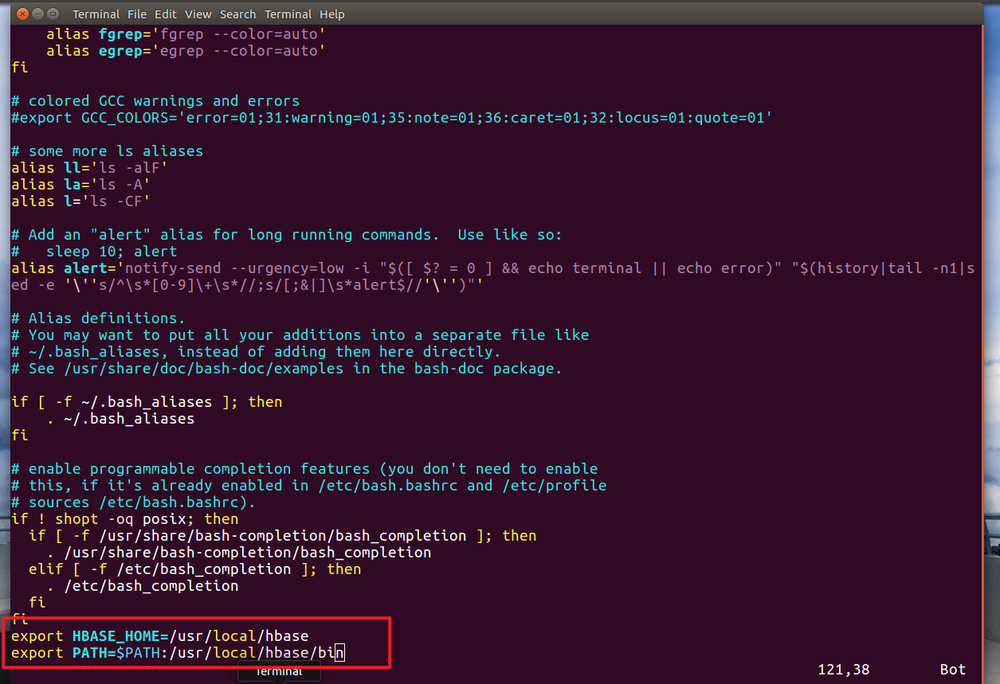 Terminal File Edit View Search Terminal Help
    alias fgrep='fgrep --color=auto'
    alias egrep='egrep --color=auto'
fi

# colored GCC warnings and errors
#export GCC_COLORS='error=01;31:warning=01;35:note=01;36:caret=01;32:locus=01:quote=01'

# some more ls aliases
alias ll='ls -alF'
alias la='ls -A'
alias l='ls -CF'

# Add an "alert" alias for long running commands.  Use like so:
#   sleep 10; alert
alias alert='notify-send --urgency=low -i "$([ $? = 0 ] && echo terminal || echo error)" "$(history|tail -n1|s
ed -e '\''s/^\s*[0-9]\+\s*//;s/[;&|]\s*alert$//'\'')"'

# Alias definitions.
# You may want to put all your additions into a separate file like
# ~/.bash_aliases, instead of adding them here directly.
# See /usr/share/doc/bash-doc/examples in the bash-doc package.

if [ -f ~/.bash_aliases ]; then
    . ~/.bash_aliases
fi

# enable programmable completion features (you don't need to enable
# this, if it's already enabled in /etc/bash.bashrc and /etc/profile
# sources /etc/bash.bashrc).
if ! shopt -oq posix; then
  if [ -f /usr/share/bash-completion/bash_completion ]; then
    . /usr/share/bash-completion/bash_completion
  elif [ -f /etc/bash_completion ]; then
    . /etc/bash_completion
  fi
fi
export HBASE_HOME=/usr/local/hbase
export PATH=$PATH:/usr/local/hbase/bin
121,38 Bot
Terminal